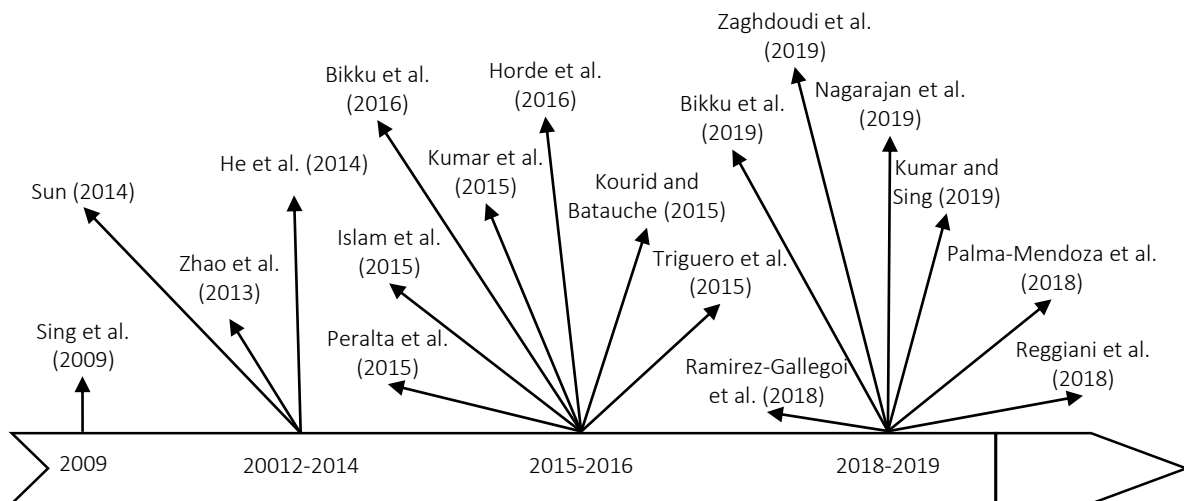 Zaghdoudi et al.
(2019)
Bikku et al.
(2016)
Horde et al.
(2016)
Bikku et al.
(2019)
Nagarajan et al.
(2019)
Sun (2014)
He et al. (2014)
Kumar et al.
(2015)
Kourid and
Batauche (2015)
Kumar and
Sing (2019)
Zhao et al.
(2013)
Islam et al.
(2015)
Triguero et al.
(2015)
Palma-Mendoza et al.
(2018)
Sing et al.
(2009)
Peralta et al.
(2015)
Ramirez-Gallegoi
et al. (2018)
Reggiani et al.
(2018)
2009
20012-2014
2015-2016
2018-2019